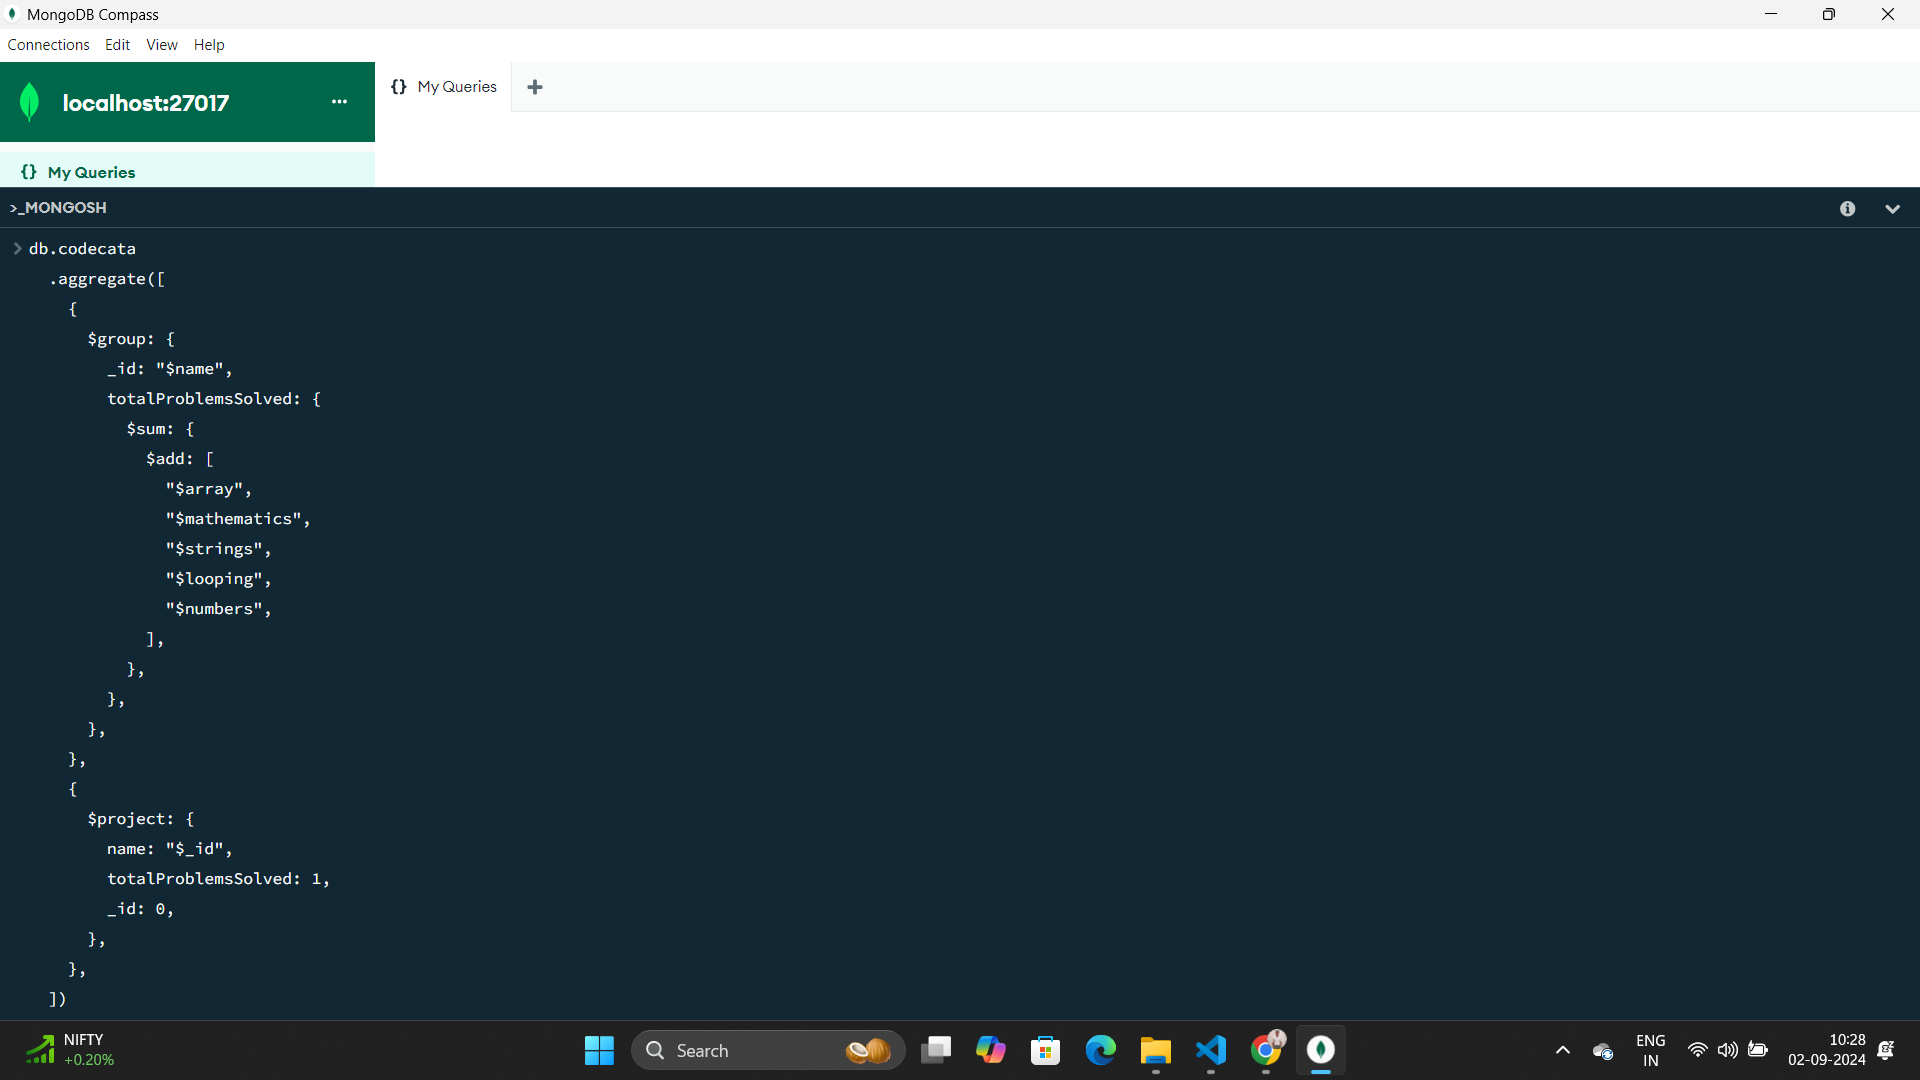 MongoDB Compass
Connections Edit View Help
localhost:27017 ...
{} My Queries
{} My Queries
>_MONGOSH
db.codecata
.aggregate([
{
$group: {
_id: "$name",
totalProblemsSolved: {
$sum: {
$add: [
"$array",
"$mathematics",
"$strings",
"$looping",
"$numbers",
],
},
},
},
},
{
$project: {
name: "$_id",
totalProblemsSolved: 1,
_id: 0,
},
},
])
NIFTY
+0.20%
Search
ENG
IN
10:28
02-09-2024